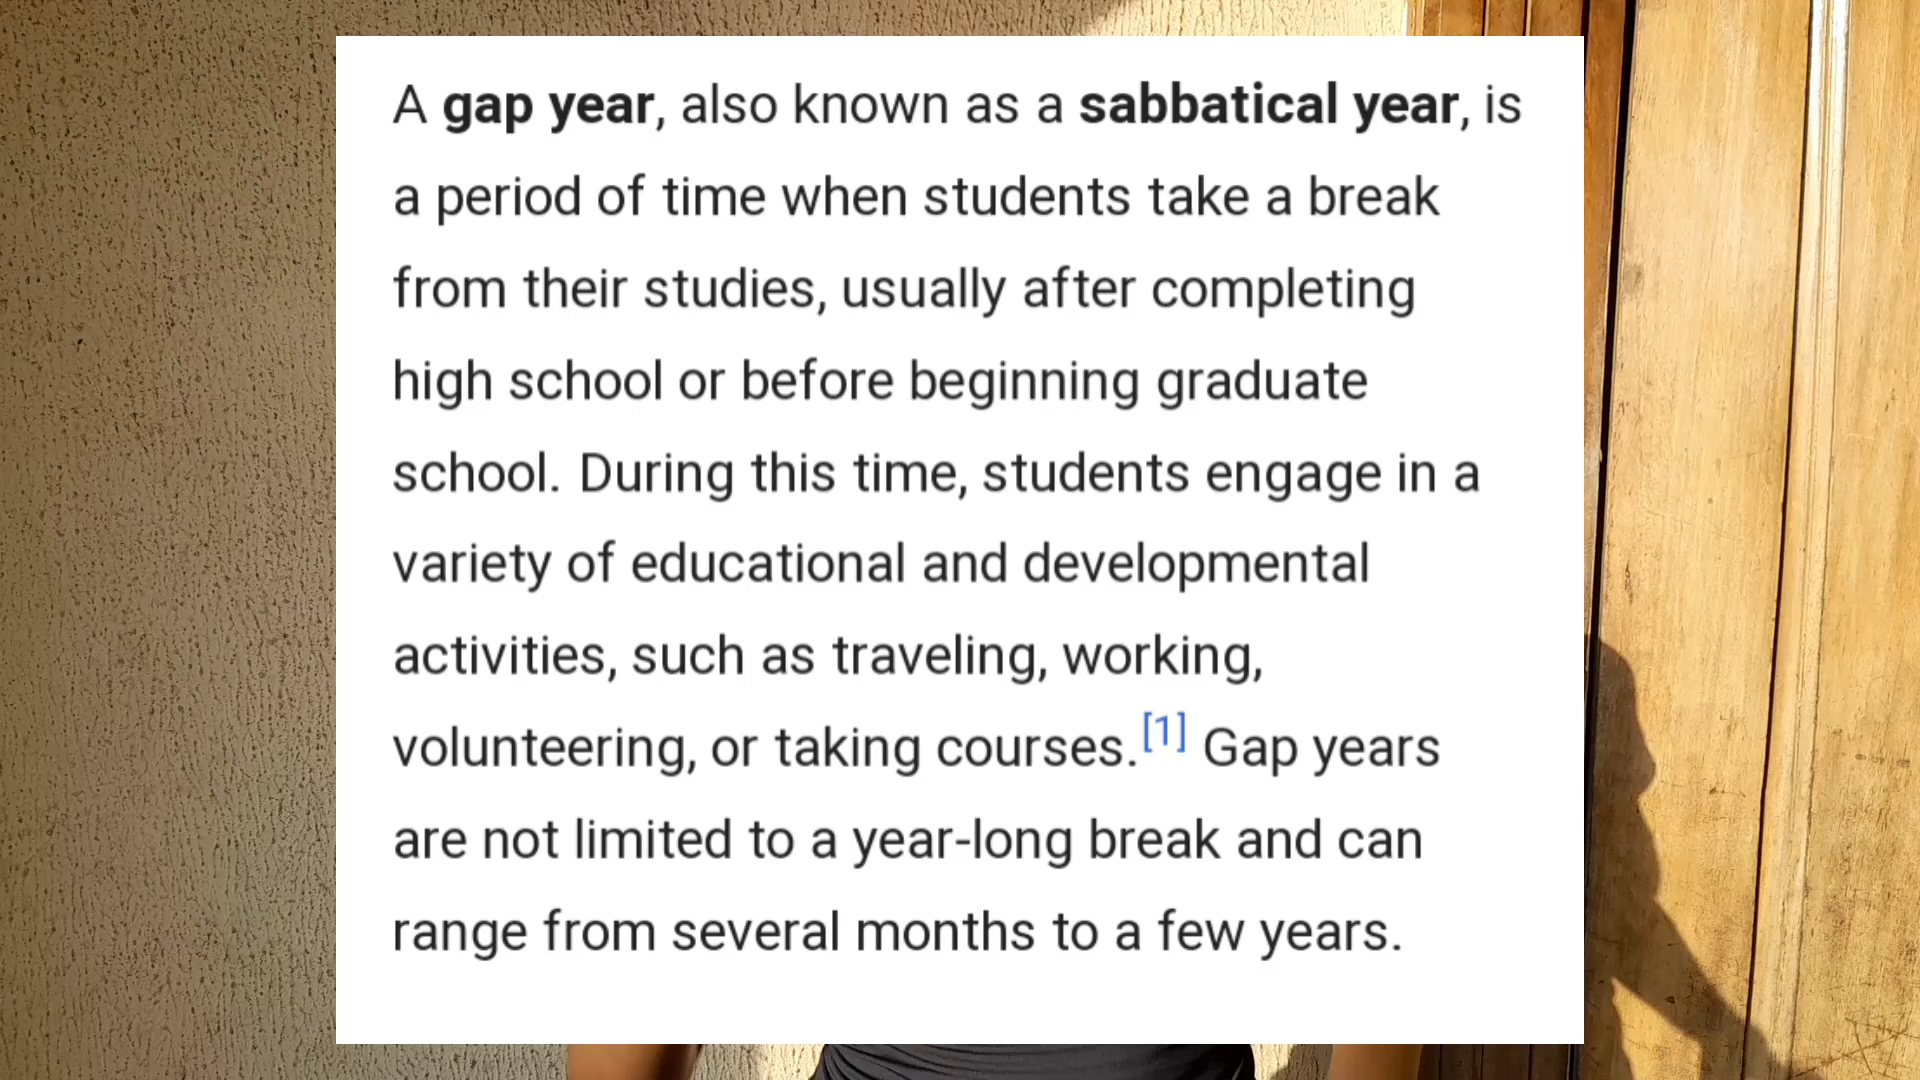 A gap year, also known as a sabbatical year, is
a period of time when students take a break
from their studies, usually after completing
high school or before beginning graduate
school. During this time, students engage in a
variety of educational and developmental
activities, such as traveling, working,
volunteering, or taking courses.[1] Gap years
are not limited to a year-long break and can
range from several months to a few years.